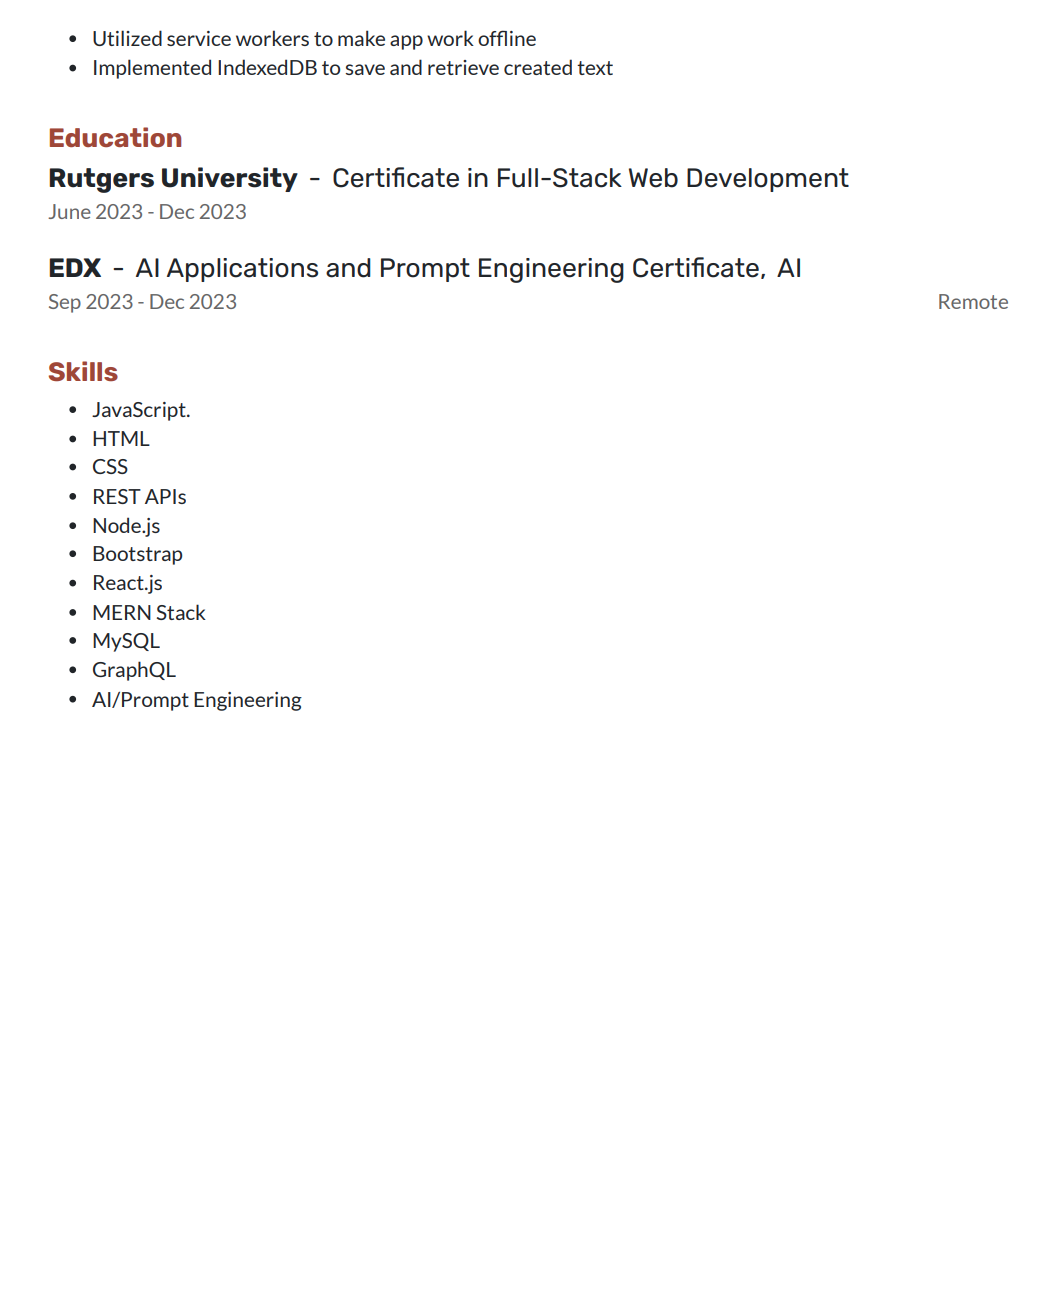 • Utilized service workers to make app work offline
• Implemented IndexedDB to save and retrieve created text
Education
Rutgers University - Certificate in Full-Stack Web Development
June 2023 - Dec 2023
EDX - AI Applications and Prompt Engineering Certificate, AI
Sep 2023 - Dec 2023 Remote
Skills
• JavaScript.
• HTML
• CSS
• REST APIs
• Node.js
• Bootstrap
• React.js
• MERN Stack
• MySQL
• GraphQL
• AI/Prompt Engineering